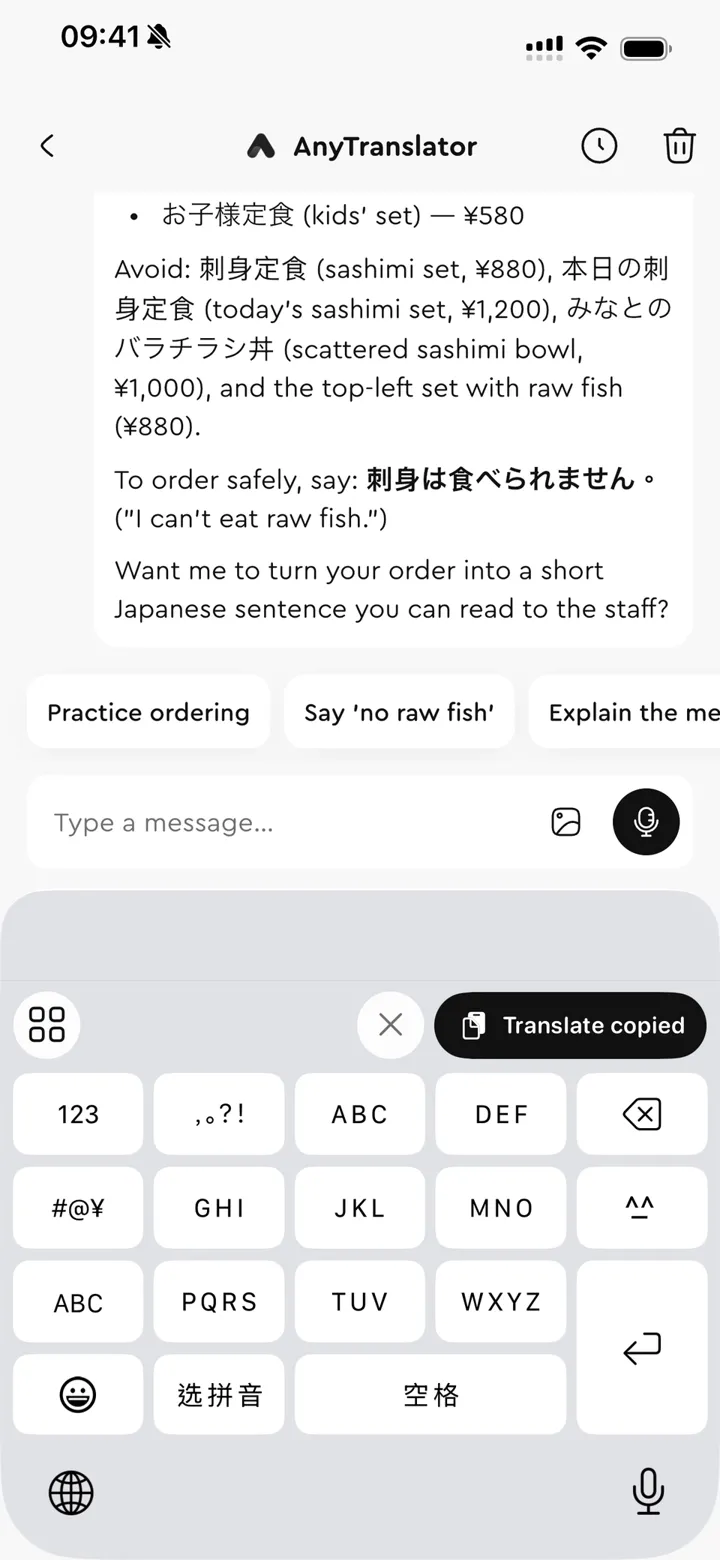 09:41
AnyTranslator
• お子様定食 (kids' set) — ¥580
Avoid: 刺身定食 (sashimi set, ¥880), 本日の刺
身定食 (today's sashimi set, ¥1,200), みなとの
バラチラシ丼 (scattered sashimi bowl,
¥1,000), and the top-left set with raw fish
(¥880).
To order safely, say: 刺身は食べられません。
("I can't eat raw fish.")
Want me to turn your order into a short
Japanese sentence you can read to the staff?
Practice ordering
Say 'no raw fish'
Explain the me
Type a message...
Translate copied
123
,。?!
ABC
DEF
#@¥
GHI
JKL
MNO
^^
ABC
PQRS
TUV
WXYZ
选拼音
空格